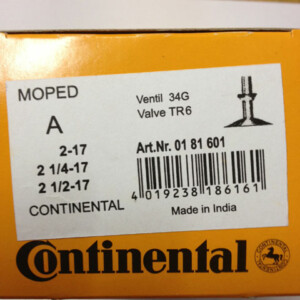 MOPED
Ventil 34G
Valve TR6
A
2-17
2 1/4-17
2 1/2-17
CONTINENTAL
Art.Nr. 01 81 601
4 019238 186161
Made in India
Continental